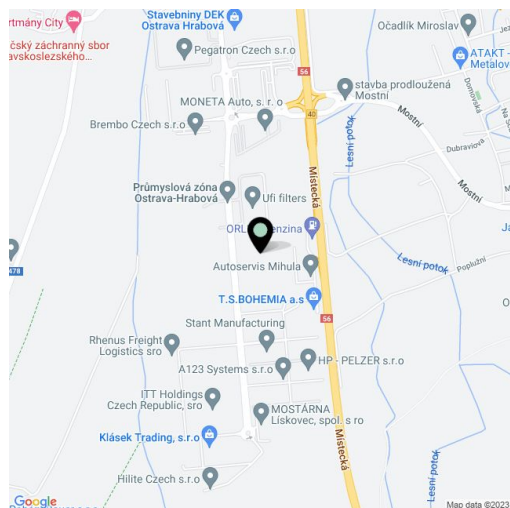 Stavebniny DEK
Ostrava Hrabová
Očadlík Miroslav
rtmány City
čský záchranný sbor
avskoslezského...
Pegatron Czech s.r.o
ATAKT -
Metalov
56
stavba prodloužená
Mostní
Domovská
MONETA Auto, s. r. o
40
Brembo Czech s.r.o
Mostní
Lesní potok
Dubraviova
Místecká
Průmyslová zóna
Ostrava-Hrabová
Ufi filters
Mostní
ORL
enzina
Autoservis Mihula
Lesní potok
Poplužní
478
T.S.BOHEMIA a.s
56
Stant Manufacturing
Rhenus Freight
Logistics sro
HP - PELZER s.r.o
A123 Systems s.r.o
ITT Holdings
Czech Republic, sro
MOSTÁRNA
Lískovec, spol. s ro
Klásek Trading, s.r.o
Místecká
Lesní potok
Hilite Czech s.r.o
Google
Map data ©2023